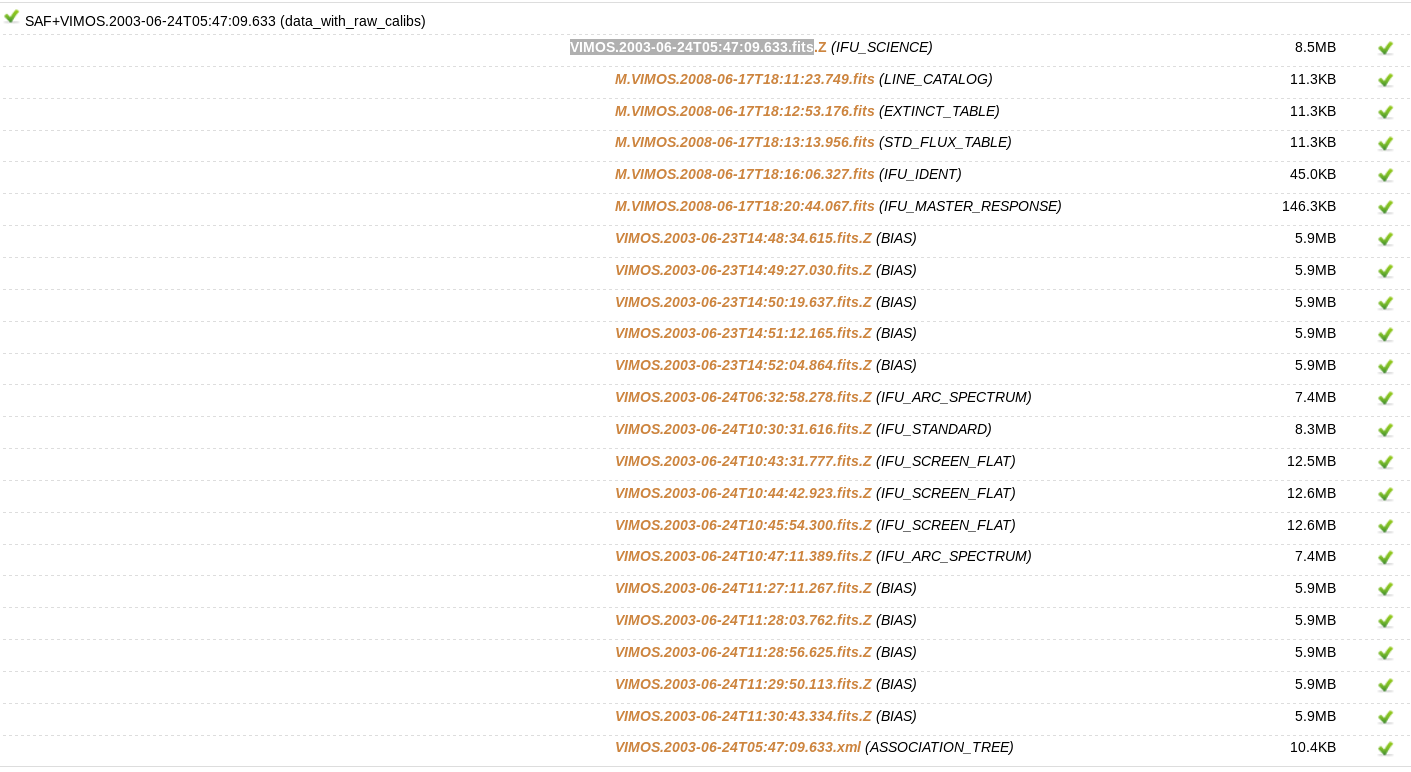 SAF+VIMOS.2003-06-24T05:47:09.633 (data_with_raw_calibs)
VIMOS.2003-06-24T05:47:09.633.fits.Z (IFU_SCIENCE) 8.5MB
M.VIMOS.2008-06-17T18:11:23.749.fits (LINE_CATALOG) 11.3KB
M.VIMOS.2008-06-17T18:12:53.176.fits (EXTINCT_TABLE) 11.3KB
M.VIMOS.2008-06-17T18:13:13.956.fits (STD_FLUX_TABLE) 11.3KB
M.VIMOS.2008-06-17T18:16:06.327.fits (IFU_IDENT) 45.0KB
M.VIMOS.2008-06-17T18:20:44.067.fits (IFU_MASTER_RESPONSE) 146.3KB
VIMOS.2003-06-23T14:48:34.615.fits.Z (BIAS) 5.9MB
VIMOS.2003-06-23T14:49:27.030.fits.Z (BIAS) 5.9MB
VIMOS.2003-06-23T14:50:19.637.fits.Z (BIAS) 5.9MB
VIMOS.2003-06-23T14:51:12.165.fits.Z (BIAS) 5.9MB
VIMOS.2003-06-23T14:52:04.864.fits.Z (BIAS) 5.9MB
VIMOS.2003-06-24T06:32:58.278.fits.Z (IFU_ARC_SPECTRUM) 7.4MB
VIMOS.2003-06-24T10:30:31.616.fits.Z (IFU_STANDARD) 8.3MB
VIMOS.2003-06-24T10:43:31.777.fits.Z (IFU_SCREEN_FLAT) 12.5MB
VIMOS.2003-06-24T10:44:42.923.fits.Z (IFU_SCREEN_FLAT) 12.6MB
VIMOS.2003-06-24T10:45:54.300.fits.Z (IFU_SCREEN_FLAT) 12.6MB
VIMOS.2003-06-24T10:47:11.389.fits.Z (IFU_ARC_SPECTRUM) 7.4MB
VIMOS.2003-06-24T11:27:11.267.fits.Z (BIAS) 5.9MB
VIMOS.2003-06-24T11:28:03.762.fits.Z (BIAS) 5.9MB
VIMOS.2003-06-24T11:28:56.625.fits.Z (BIAS) 5.9MB
VIMOS.2003-06-24T11:29:50.113.fits.Z (BIAS) 5.9MB
VIMOS.2003-06-24T11:30:43.334.fits.Z (BIAS) 5.9MB
VIMOS.2003-06-24T05:47:09.633.xml (ASSOCIATION_TREE) 10.4KB